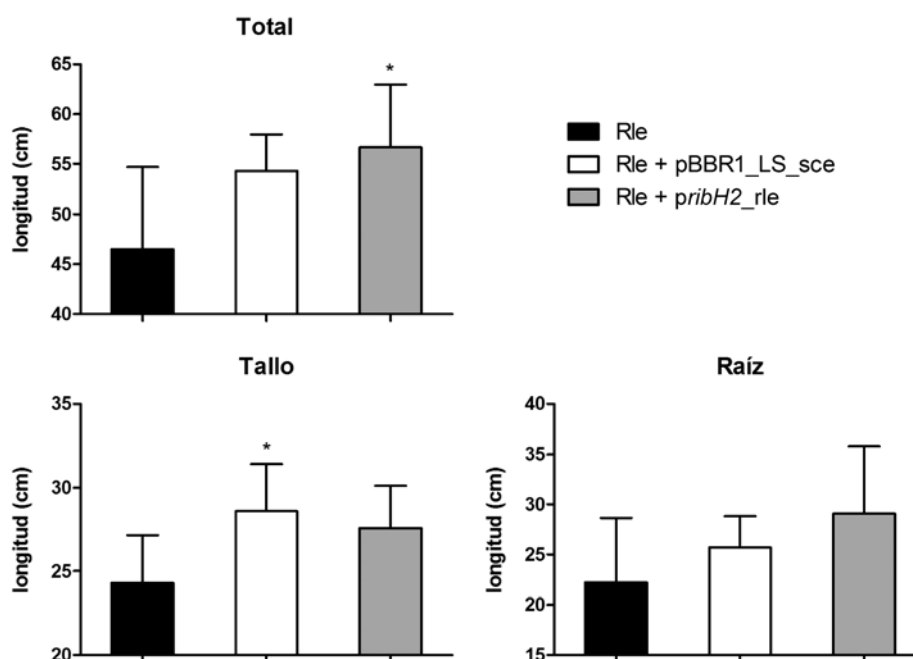 Total
longitud (cm)
65
60
55
50
45
40
*
Rle
Rle + pBBR1_LS_sce
Rle + pribH2_rle
Tallo
longitud (cm)
35
30
25
20
*
Raíz
longitud (cm)
40
35
30
25
20
15